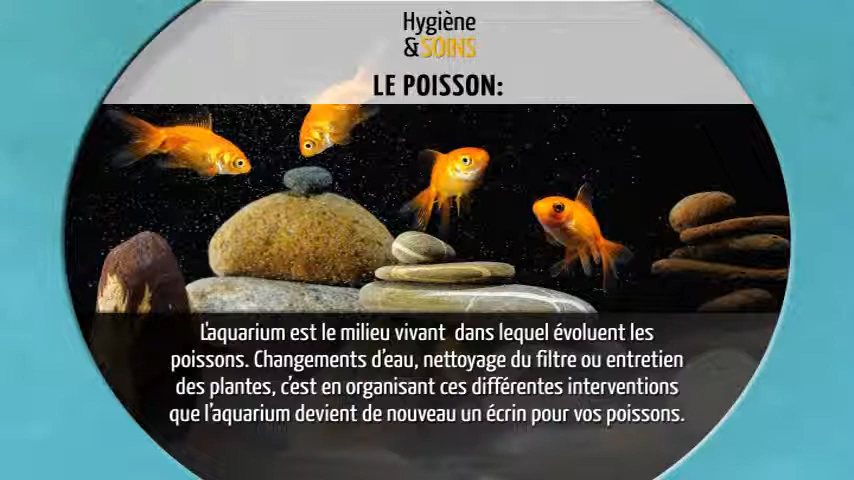 Hygiène
&SOINS
LE POISSON:
L'aquarium est le milieu vivant dans lequel évoluent les
poissons. Changements d'eau, nettoyage du filtre ou entretien
des plantes, c'est en organisant ces différentes interventions
que l'aquarium devient de nouveau un écrin pour vos poissons.